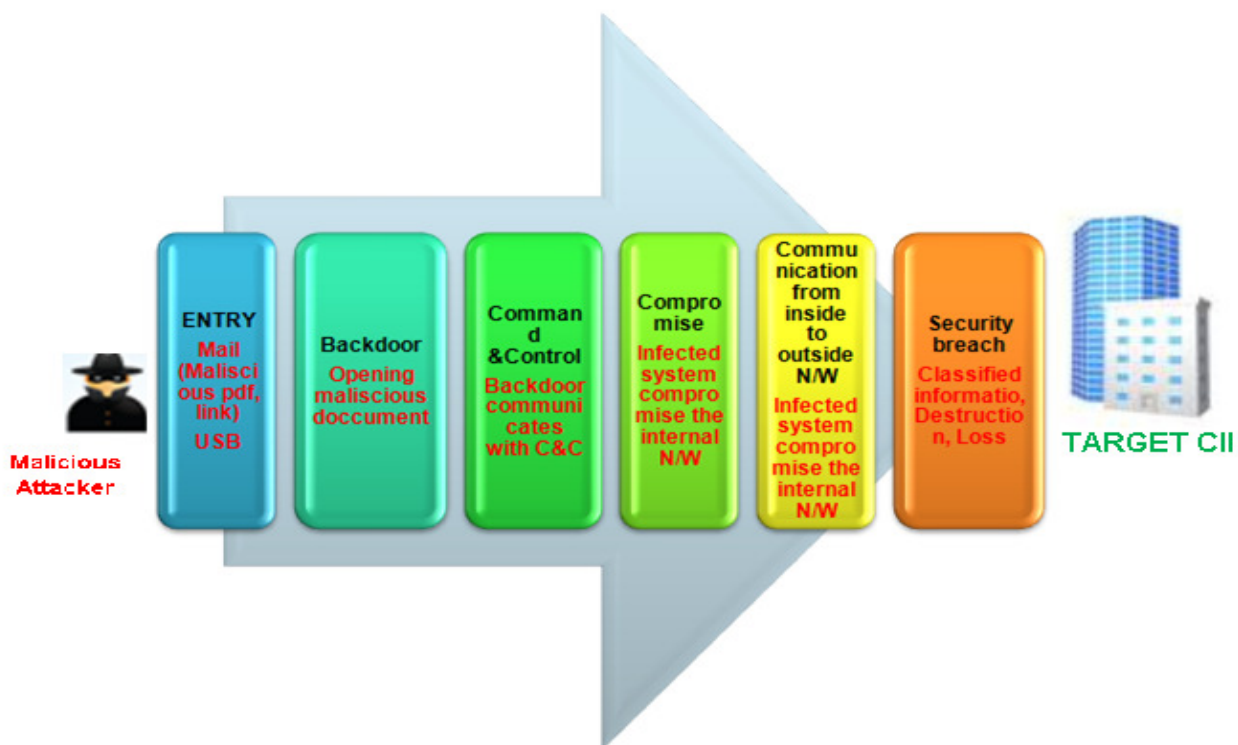 Malicious
Attacker
ENTRY
Mail
(Malisci
ous pdf,
link)
USB
Backdoor
Opening
maliscious
doccument
Comman
d
&Control
Backdoor
communi
cates
with C&C
Compro
mise
Infected
system
compro
mise the
internal
N/W
Commu
nication
from
inside
to
outside
N/W
Infected
system
compro
mise the
internal
N/W
Security
breach
Classified
informatio,
Destructio
n, Loss
TARGET CII